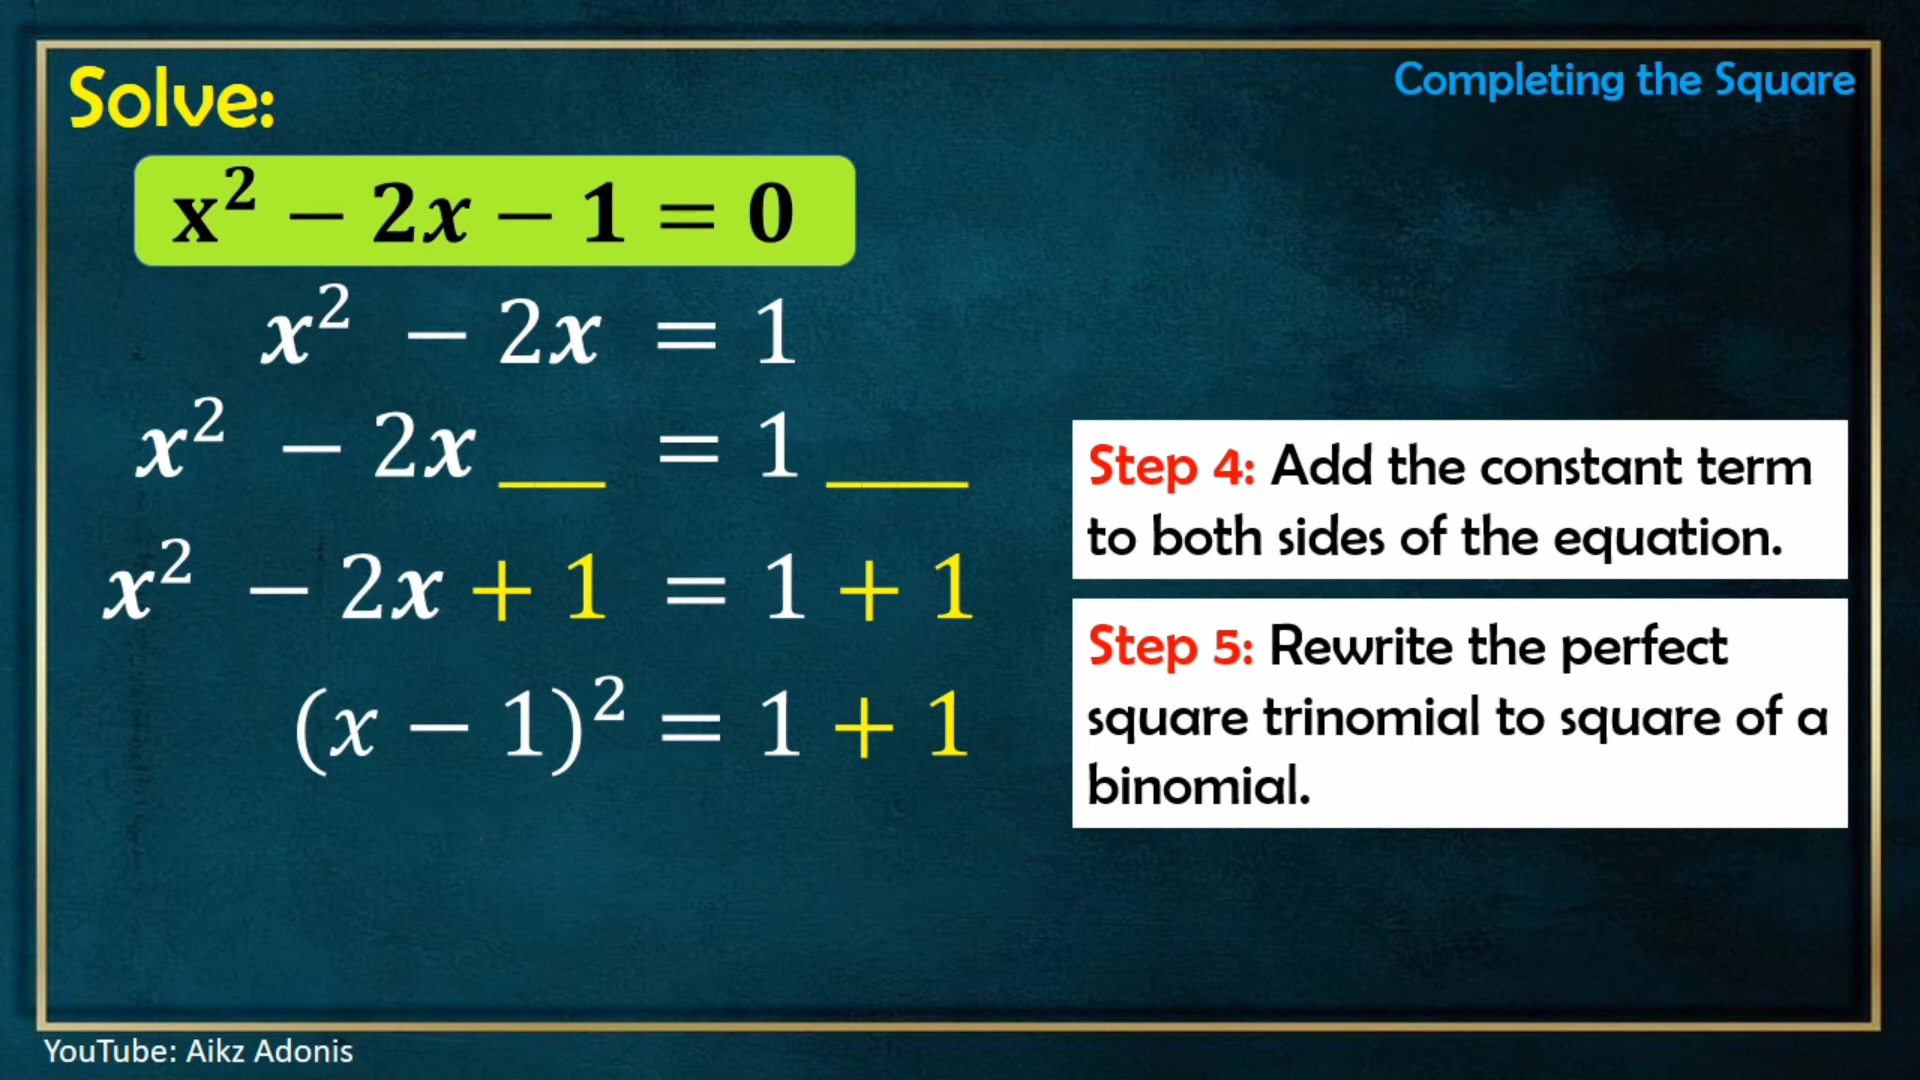 Solve:
Completing the Square
x² − 2x − 1 = 0
x² − 2x = 1
x² − 2x __ = 1 ___
Step 4: Add the constant term
to both sides of the equation.
x² − 2x + 1 = 1 + 1
Step 5: Rewrite the perfect
square trinomial to square of a
binomial.
(x − 1)² = 1 + 1
YouTube: Aikz Adonis